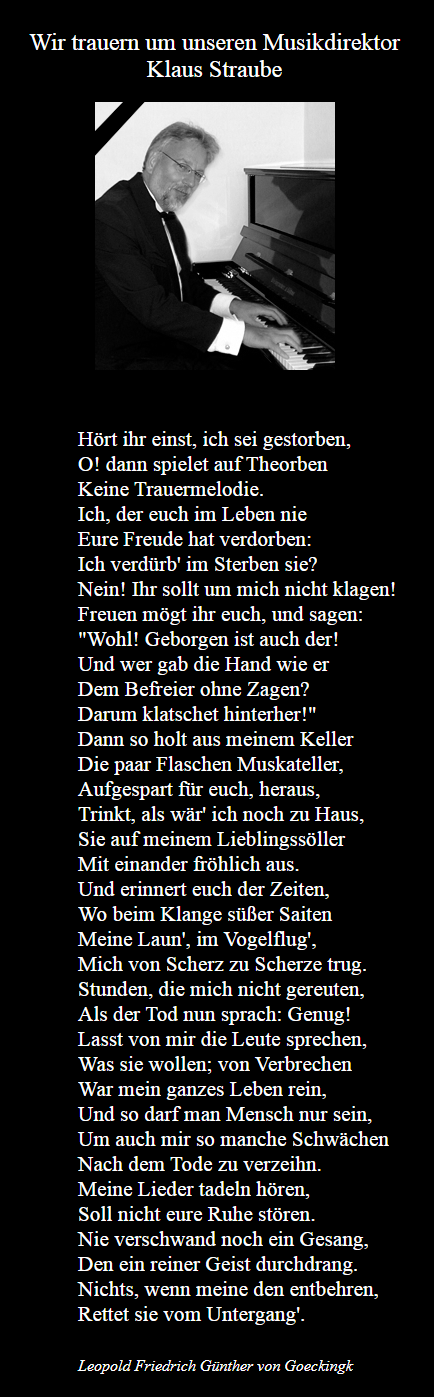 Wir trauern um unseren Musikdirektor
Klaus Straube
Hört ihr einst, ich sei gestorben,
O! dann spielet auf Theorben
Keine Trauermelodie.
Ich, der euch im Leben nie
Eure Freude hat verdorben:
Ich verdürb' im Sterben sie?
Nein! Ihr sollt um mich nicht klagen!
Freuen mögt ihr euch, und sagen:
"Wohl! Geborgen ist auch der!
Und wer gab die Hand wie er
Dem Befreier ohne Zagen?
Darum klatschet hinterher!"
Dann so holt aus meinem Keller
Die paar Flaschen Muskateller,
Aufgespart für euch, heraus,
Trinkt, als wär' ich noch zu Haus,
Sie auf meinem Lieblingssöller
Mit einander fröhlich aus.
Und erinnert euch der Zeiten,
Wo beim Klange süßer Saiten
Meine Laun', im Vogelflug',
Mich von Scherz zu Scherze trug.
Stunden, die mich nicht gereuten,
Als der Tod nun sprach: Genug!
Lasst von mir die Leute sprechen,
Was sie wollen; von Verbrechen
War mein ganzes Leben rein,
Und so darf man Mensch nur sein,
Um auch mir so manche Schwächen
Nach dem Tode zu verzeihn.
Meine Lieder tadeln hören,
Soll nicht eure Ruhe stören.
Nie verschwand noch ein Gesang,
Den ein reiner Geist durchdrang.
Nichts, wenn meine den entbehren,
Rettet sie vom Untergang'.
Leopold Friedrich Günther von Goeckingk